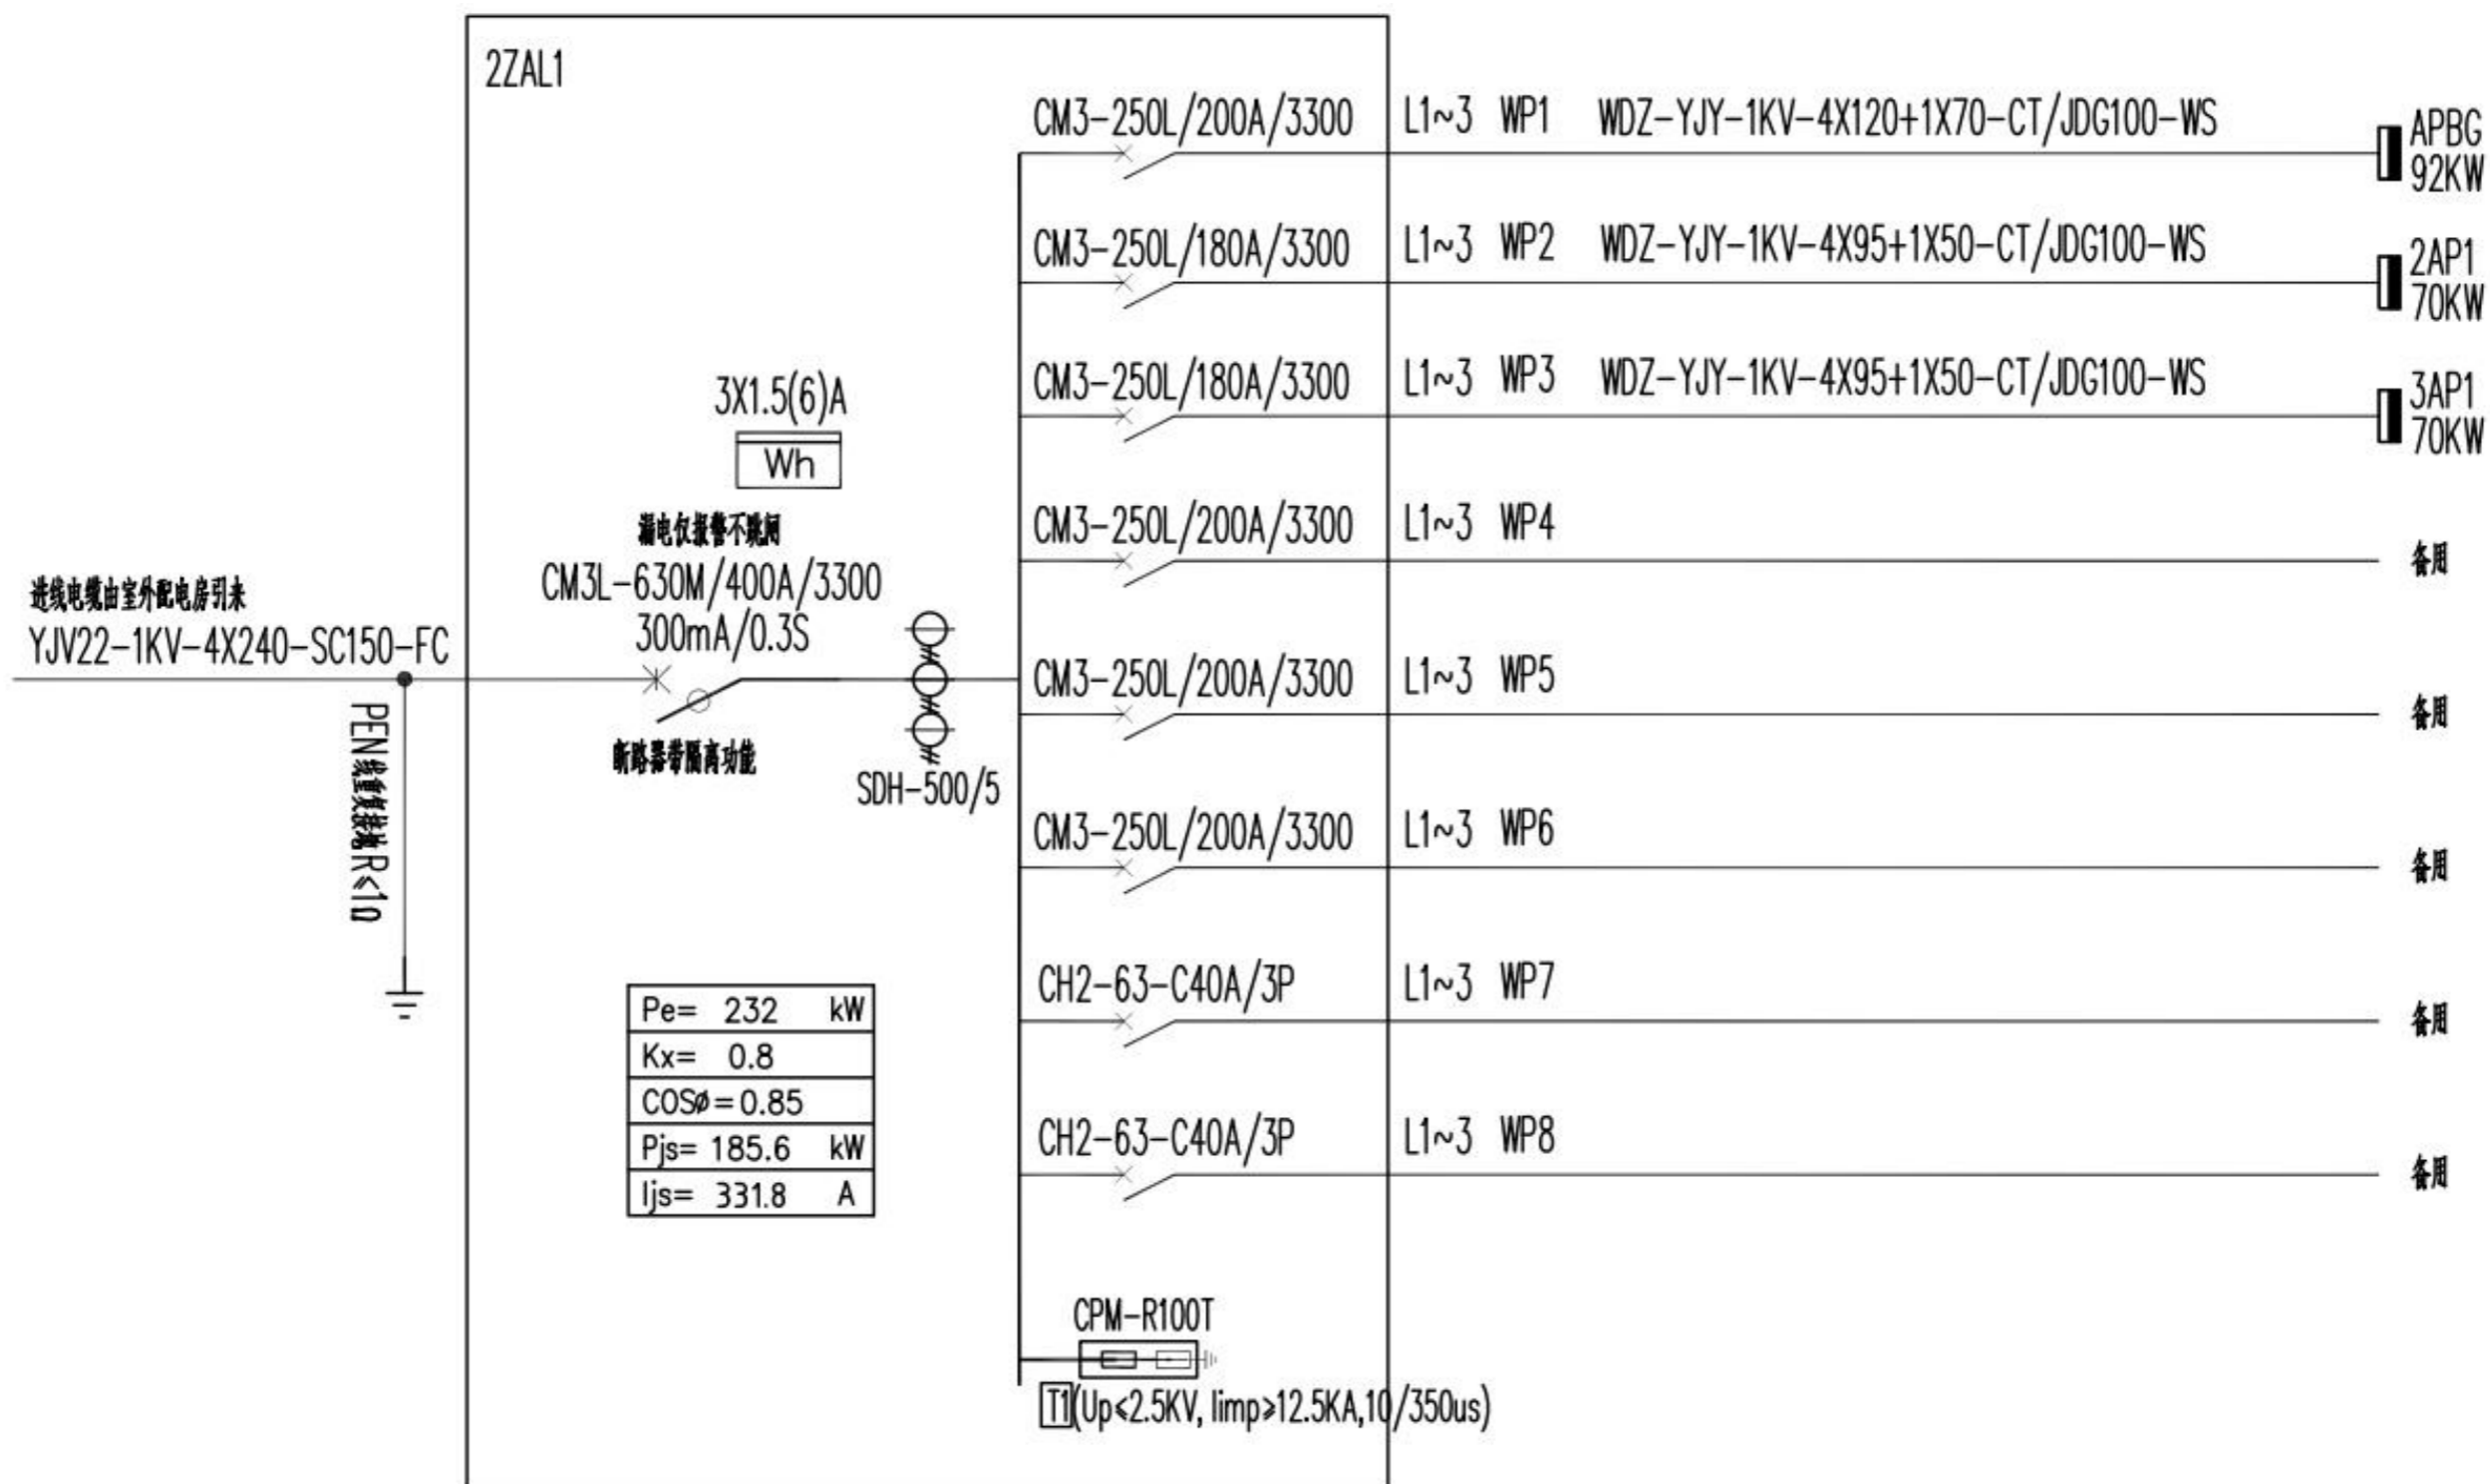 2ZAL1
CM3-250L/200A/3300 L1~3 WP1 WDZ-YJY-1KV-4X120+1X70-CT/JDG100-WS
APBG
92KW
CM3-250L/180A/3300 L1~3 WP2 WDZ-YJY-1KV-4X95+1X50-CT/JDG100-WS
2AP1
70KW
CM3-250L/180A/3300 L1~3 WP3 WDZ-YJY-1KV-4X95+1X50-CT/JDG100-WS
3AP1
70KW
3X1.5(6)A
Wh
漏电仅报警不跳闸
CM3L-630M/400A/3300
300mA/0.3S
断路器带隔离功能
SDH-500/5
进线电缆由室外配电房引来
YJV22-1KV-4X240-SC150-FC
PEN线重复接地R≤1Ω
CM3-250L/200A/3300 L1~3 WP4
备用
CM3-250L/200A/3300 L1~3 WP5
备用
CM3-250L/200A/3300 L1~3 WP6
备用
CH2-63-C40A/3P L1~3 WP7
备用
CH2-63-C40A/3P L1~3 WP8
备用
Pe= 232 kW
Kx= 0.8
COSø=0.85
Pjs= 185.6 kW
Ijs= 331.8 A
CPM-R100T
T1(Up≤2.5KV, Iimp≥12.5KA,10/350us)